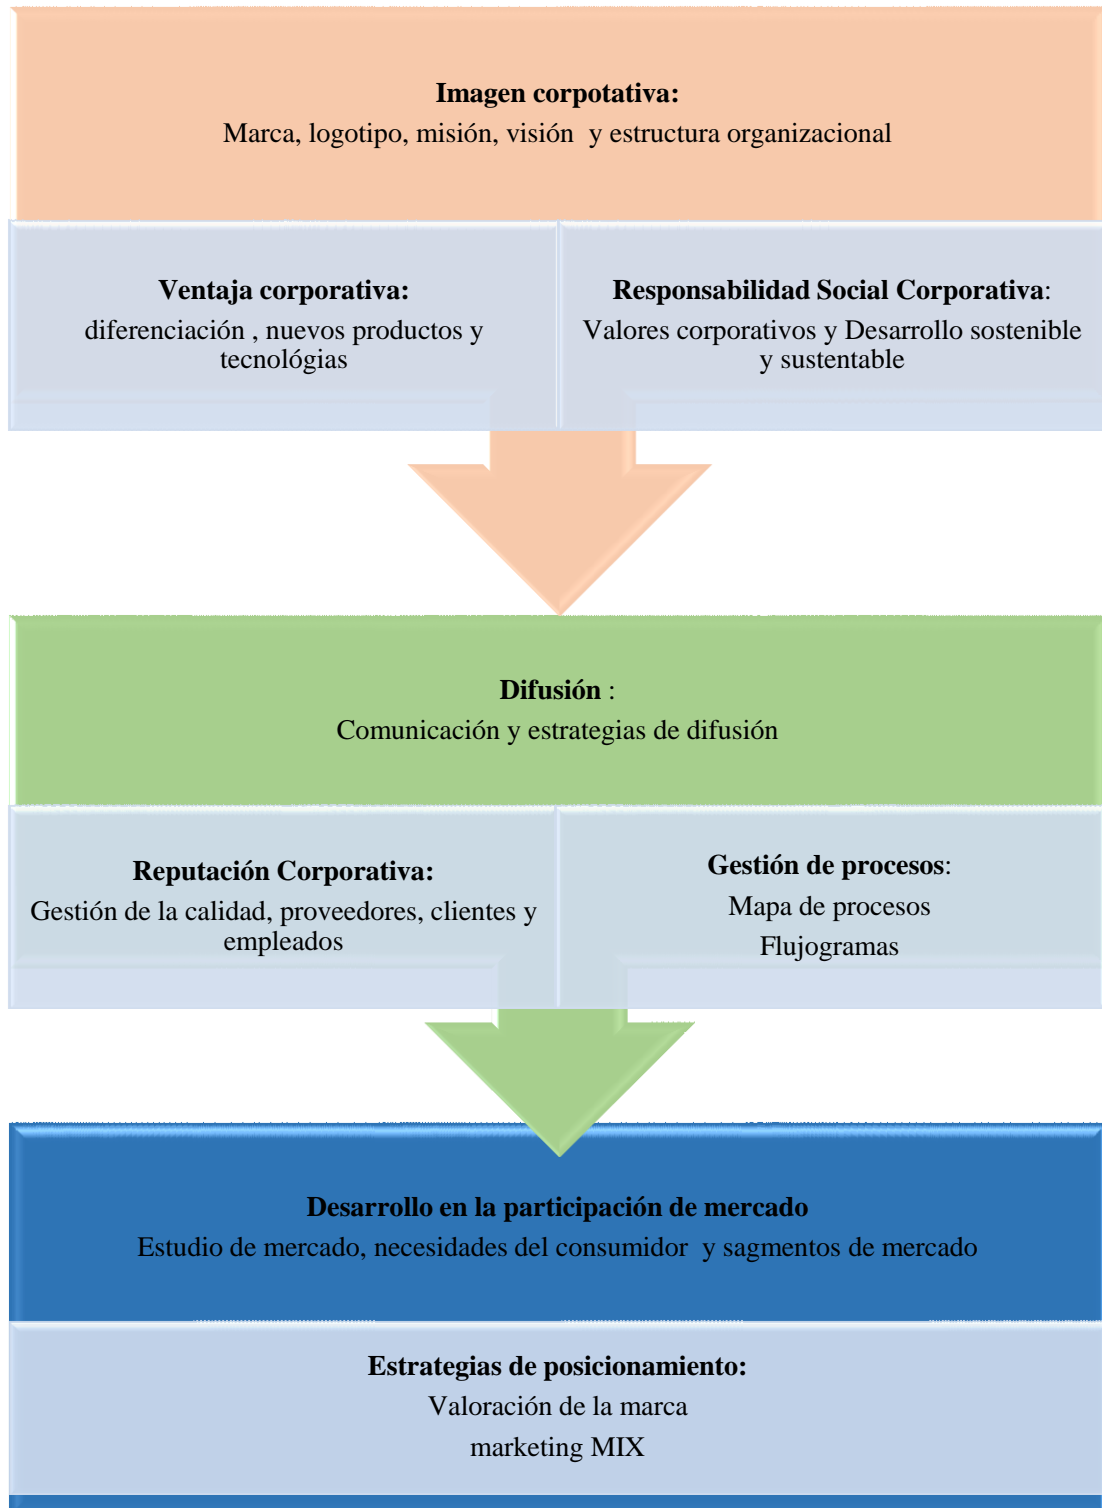 Imagen corpotativa:
Marca, logotipo, misión, visión y estructura organizacional
Ventaja corporativa:
diferenciación , nuevos productos y
tecnológias
Responsabilidad Social Corporativa:
Valores corporativos y Desarrollo sostenible
y sustentable
Difusión :
Comunicación y estrategias de difusión
Reputación Corporativa:
Gestión de la calidad, proveedores, clientes y
empleados
Gestión de procesos:
Mapa de procesos
Flujogramas
Desarrollo en la participación de mercado
Estudio de mercado, necesidades del consumidor y sagmentos de mercado
Estrategias de posicionamiento:
Valoración de la marca
marketing MIX